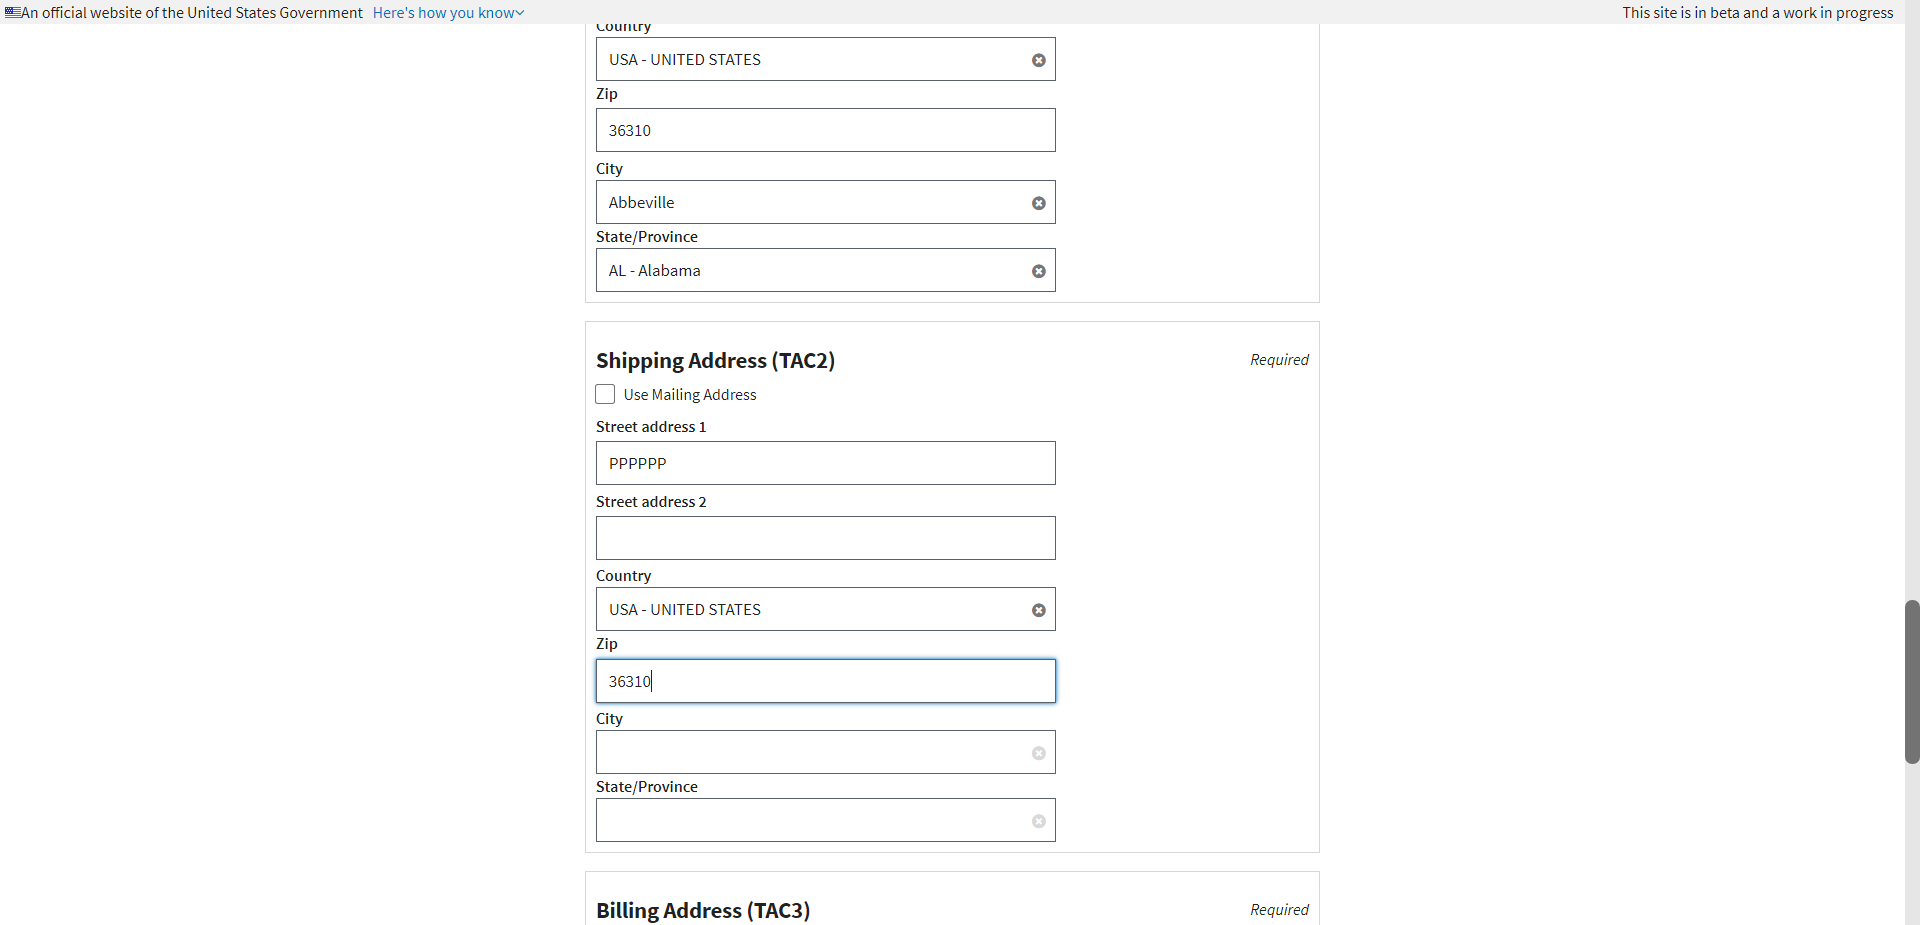 An official website of the United States Government Here's how you know
This site is in beta and a work in progress
Country
USA - UNITED STATES
Zip
36310
City
Abbeville
State/Province
AL - Alabama
Shipping Address (TAC2)
Required
Use Mailing Address
Street address 1
PPPPPP
Street address 2
Country
USA - UNITED STATES
Zip
36310
City
State/Province
Billing Address (TAC3)
Required